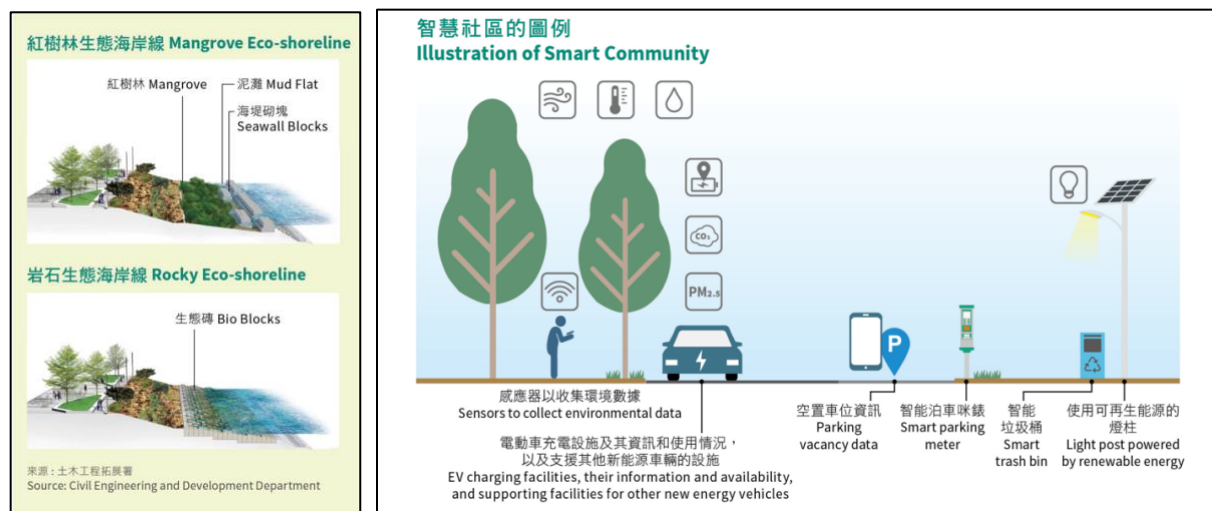 紅樹林生態海岸線 Mangrove Eco-shoreline
紅樹林 Mangrove
泥灘 Mud Flat
海堤砌塊
Seawall Blocks
岩石生態海岸線 Rocky Eco-shoreline
生態磚 Bio Blocks
來源 : 土木工程拓展署
Source: Civil Engineering and Development Department
智慧社區的圖例
Illustration of Smart Community
CO₂
PM₂.₅
P
感應器以收集環境數據
Sensors to collect environmental data
電動車充電設施及其資訊和使用情況，
以及支援其他新能源車輛的設施
EV charging facilities, their information and availability,
and supporting facilities for other new energy vehicles
空置車位資訊
Parking
vacancy data
智能泊車咪錶
Smart parking
meter
智能
垃圾桶
Smart
trash bin
使用可再生能源的
燈柱
Light post powered
by renewable energy